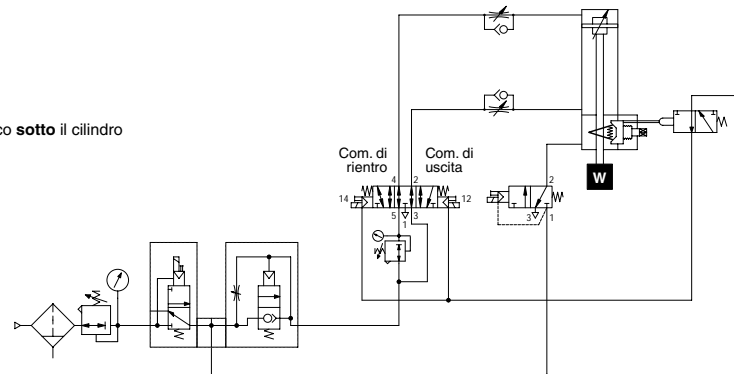 co sotto il cilindro
Com. di
rientro
Com. di
uscita
4 2
14 12
5 3
1
2
3 1
W